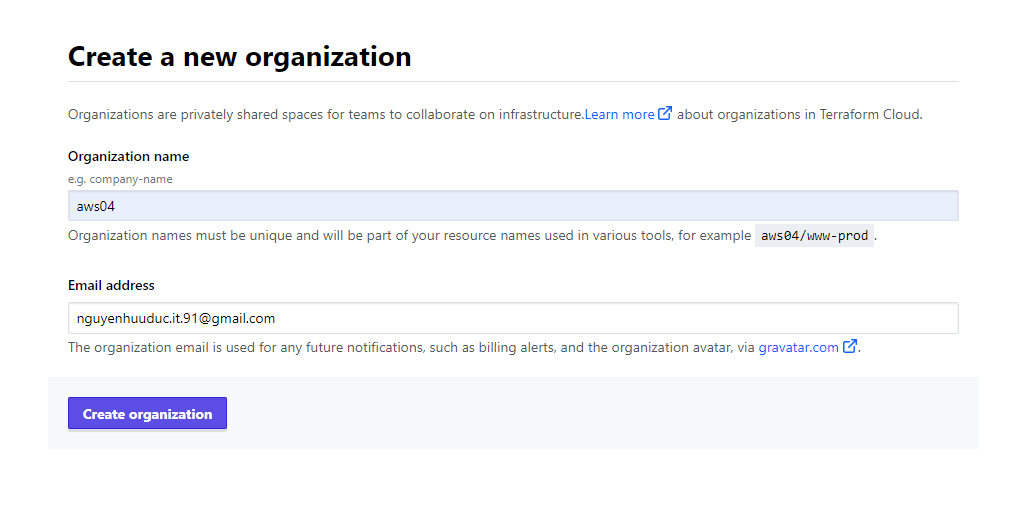 Create a new organization
Organizations are privately shared spaces for teams to collaborate on infrastructure.Learn more about organizations in Terraform Cloud.
Organization name
e.g. company-name
aws04
Organization names must be unique and will be part of your resource names used in various tools, for example aws04/www-prod .
Email address
nguyenhuuduc.it.91@gmail.com
The organization email is used for any future notifications, such as billing alerts, and the organization avatar, via gravatar.com .
Create organization